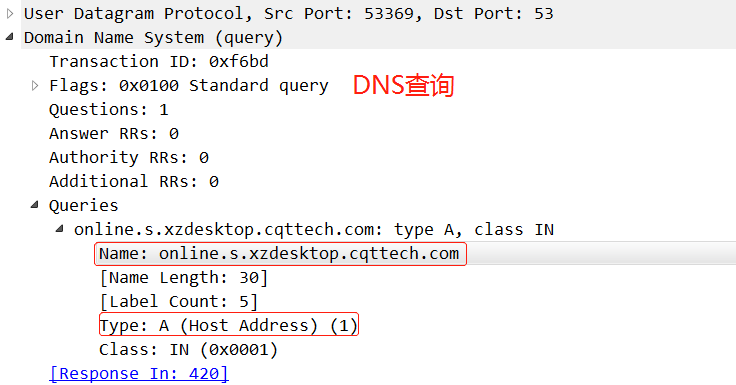 User Datagram Protocol, Src Port: 53369, Dst Port: 53
Domain Name System (query)
Transaction ID: 0xf6bd
Flags: 0x0100 Standard query DNS查询
Questions: 1
Answer RRs: 0
Authority RRs: 0
Additional RRs: 0
Queries
online.s.xzdesktop.cqttech.com: type A, class IN
Name: online.s.xzdesktop.cqttech.com
[Name Length: 30]
[Label Count: 5]
Type: A (Host Address) (1)
Class: IN (0x0001)
[Response In: 420]